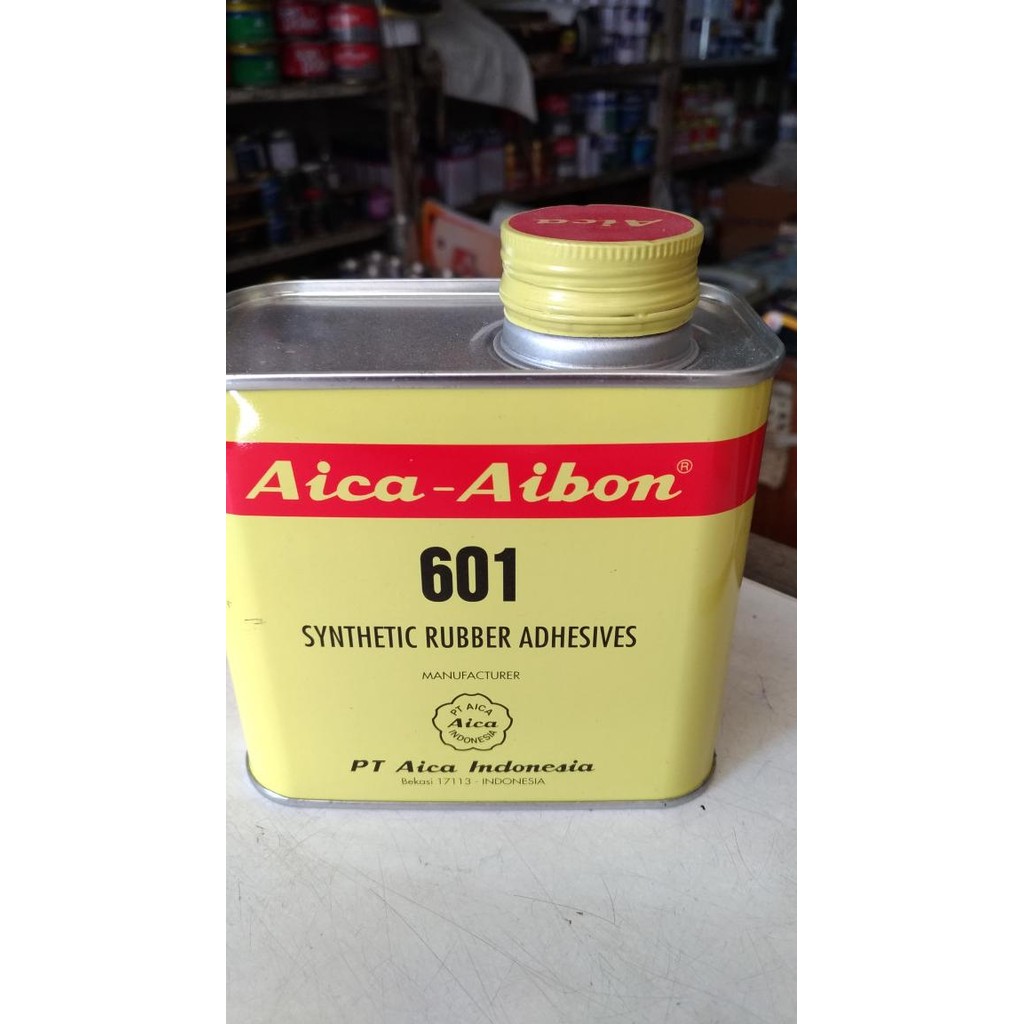 Aica
Aica-Aibon®
601
SYNTHETIC RUBBER ADHESIVES
MANUFACTURER
PT AICA
Aica
INDONESIA
PT Aica Indonesia
Bekasi 17113 - INDONESIA